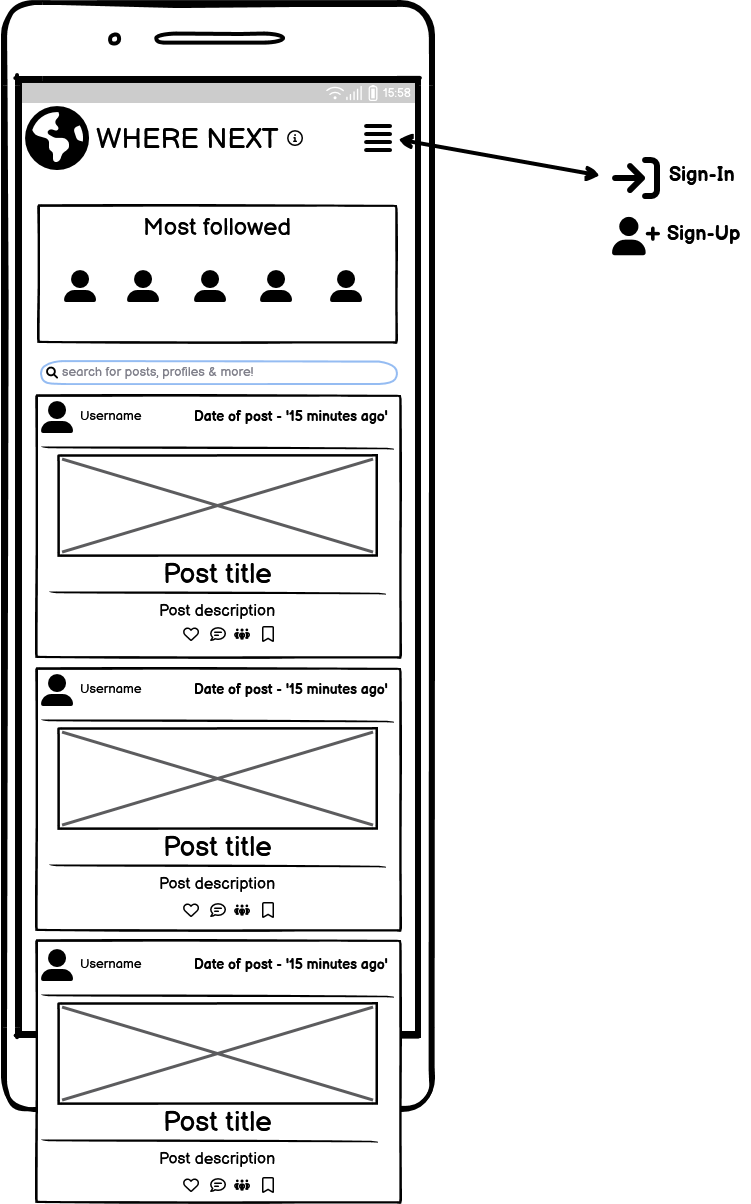 15:58
WHERE NEXT
Sign-In
Sign-Up
Most followed
search for posts, profiles & more!
Username Date of post - '15 minutes ago'
Post title
Post description
Username Date of post - '15 minutes ago'
Post title
Post description
Username Date of post - '15 minutes ago'
Post title
Post description